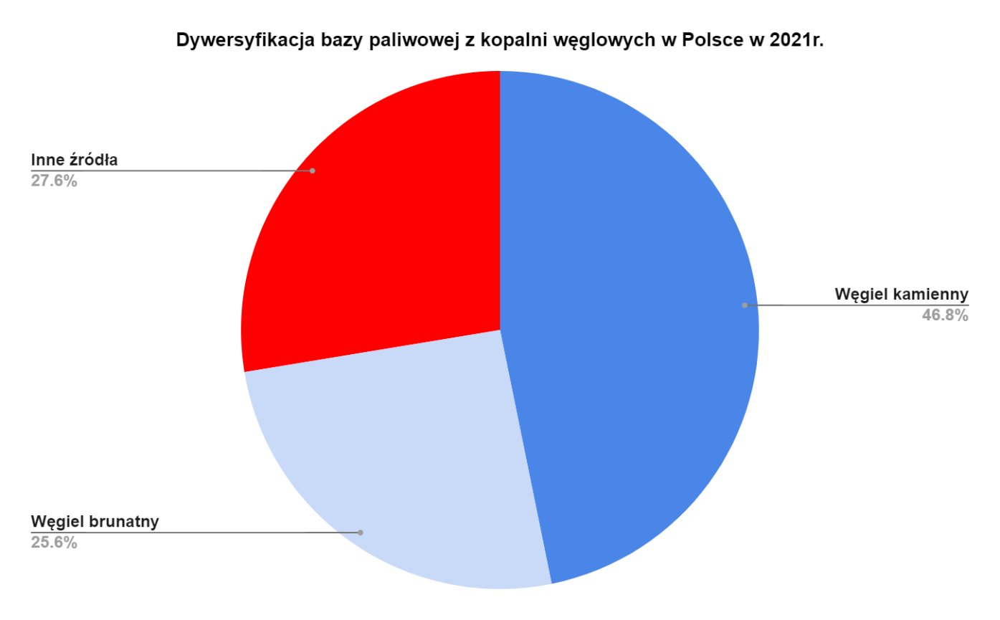 Dywersyfikacja bazy paliwowej z kopalni węglowych w Polsce w 2021r.
Inne źródła
27.6%
Węgiel kamienny
46.8%
Węgiel brunatny
25.6%